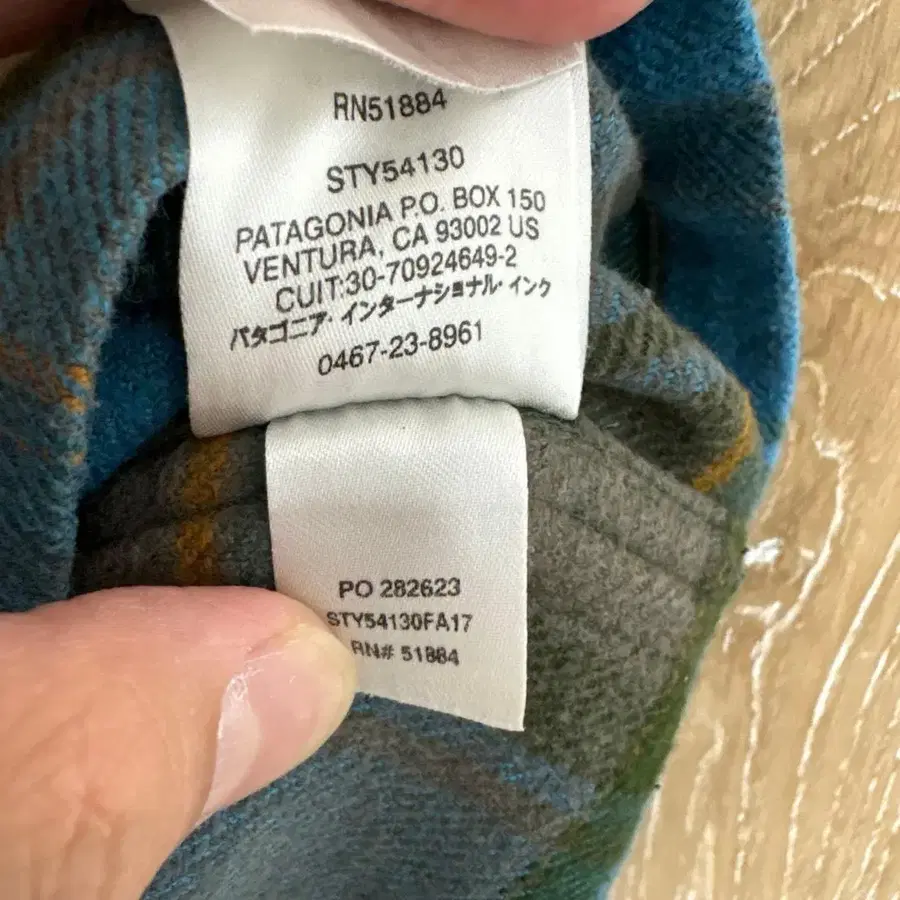 RN51884
STY54130
PATAGONIA P.O. BOX 150
VENTURA, CA 93002 US
CUIT:30-70924649-2
パタゴニア・インターナショナル・インク
0467-23-8961
PO 282623
STY54130FA17
RN# 51884